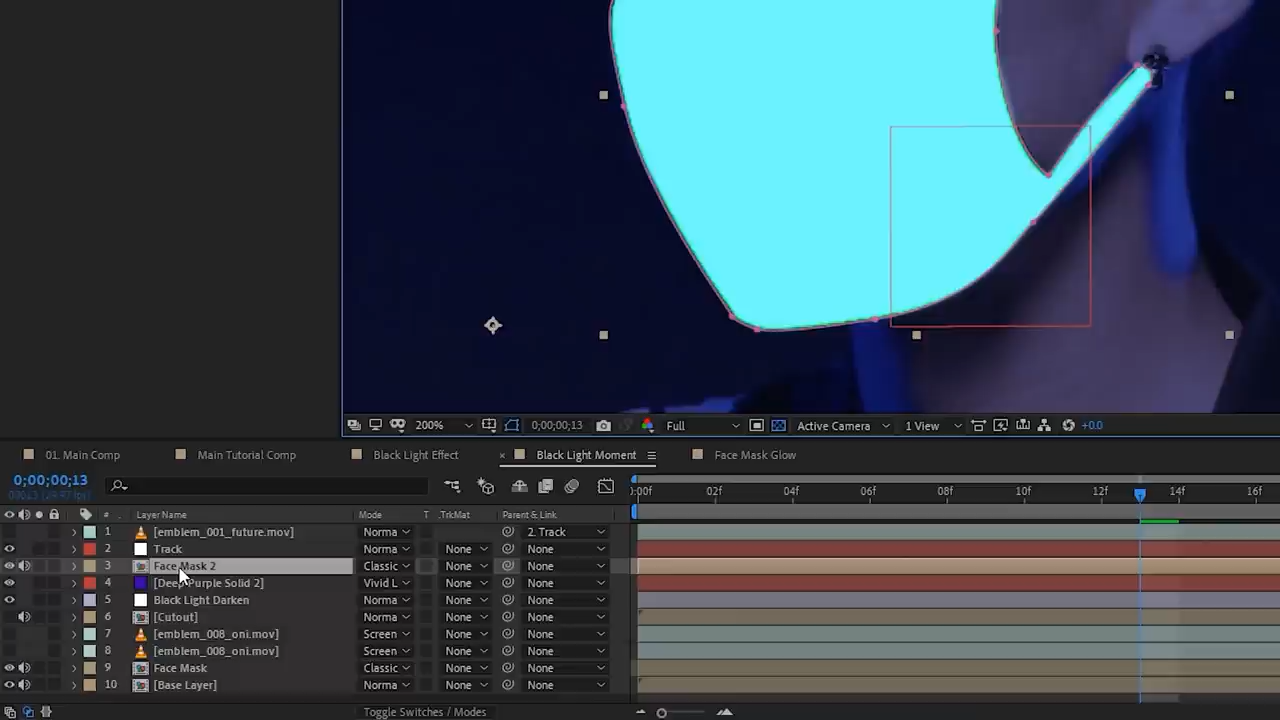 200% 0;00;00;13 Full Active Camera 1 View +0.0
01. Main Comp Main Tutorial Comp Black Light Effect × Black Light Moment Face Mask Glow
0;00;00;13
:00f 02f 04f 06f 08f 10f 12f 14f 16f
# . Layer Name Mode T .TrkMat Parent & Link
1 [emblem_001_future.mov] Norma 2. Track
2 Track Norma None None
3 Face Mask 2 Classic None None
4 [Deep Purple Solid 2] Vivid L None None
5 Black Light Darken Norma None None
6 [Cutout] Norma None None
7 [emblem_008_oni.mov] Screen None None
8 [emblem_008_oni.mov] Screen None None
9 Face Mask Classic None None
10 [Base Layer] Norma None None
Toggle Switches / Modes